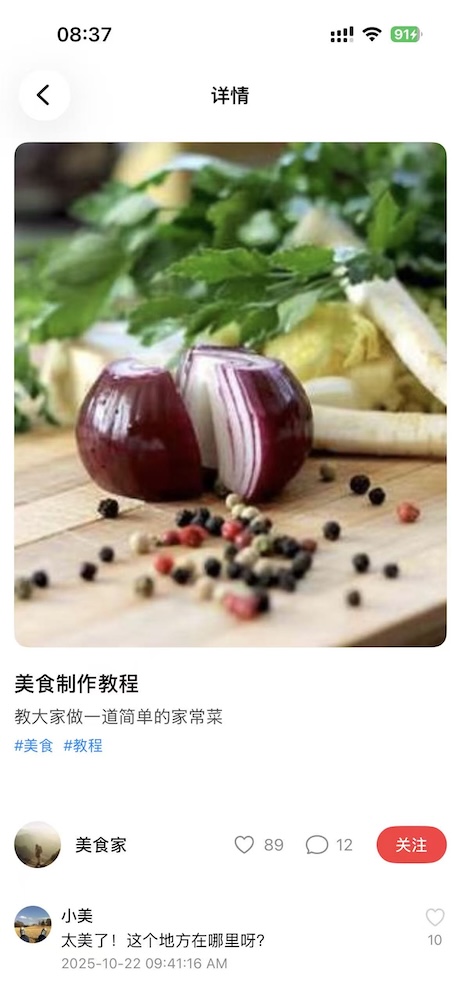 08:37
91
详情
美食制作教程
教大家做一道简单的家常菜
#美食 #教程
美食家
89
12
关注
小美
太美了！这个地方在哪里呀？
10
2025-10-22 09:41:16 AM